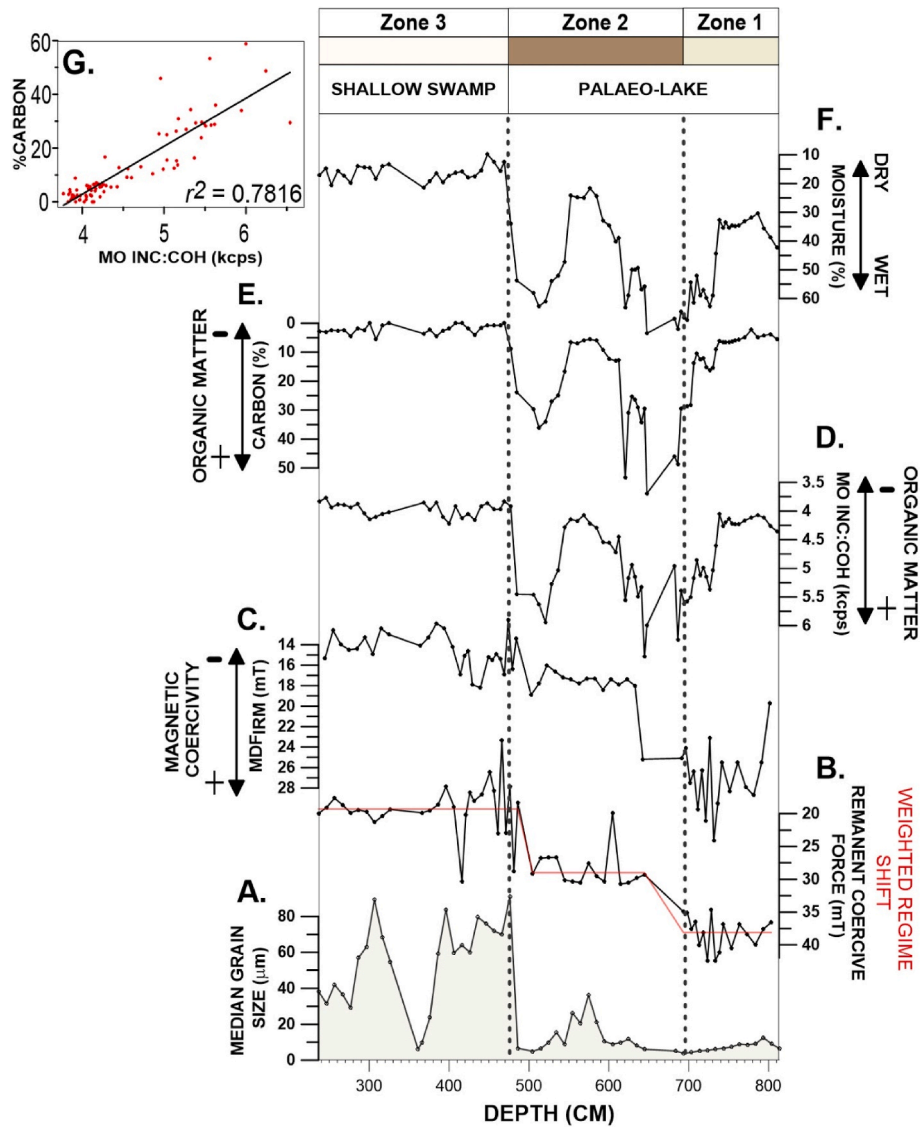 Zone 3 Zone 2 Zone 1
SHALLOW SWAMP PALAEO-LAKE
G.
60
40
20
0
%CARBON
r2 = 0.7816
4 5 6
MO INC:COH (kcps)
F.
10
20
30
40
50
60
MOISTURE (%)
DRY
WET
E.
0
10
20
30
40
50
CARBON (%)
ORGANIC MATTER
-
+
D.
3.5
4
4.5
5
5.5
6
MO INC:COH (kcps)
ORGANIC MATTER
-
+
C.
14
16
18
20
22
24
26
28
MDFIRM (mT)
MAGNETIC
COERCIVITY
-
+
B.
20
25
30
35
40
REMANENT COERCIVE
FORCE (mT)
WEIGHTED REGIME
SHIFT
A.
80
60
40
20
0
MEDIAN GRAIN
SIZE (μm)
300 400 500 600 700 800
DEPTH (CM)